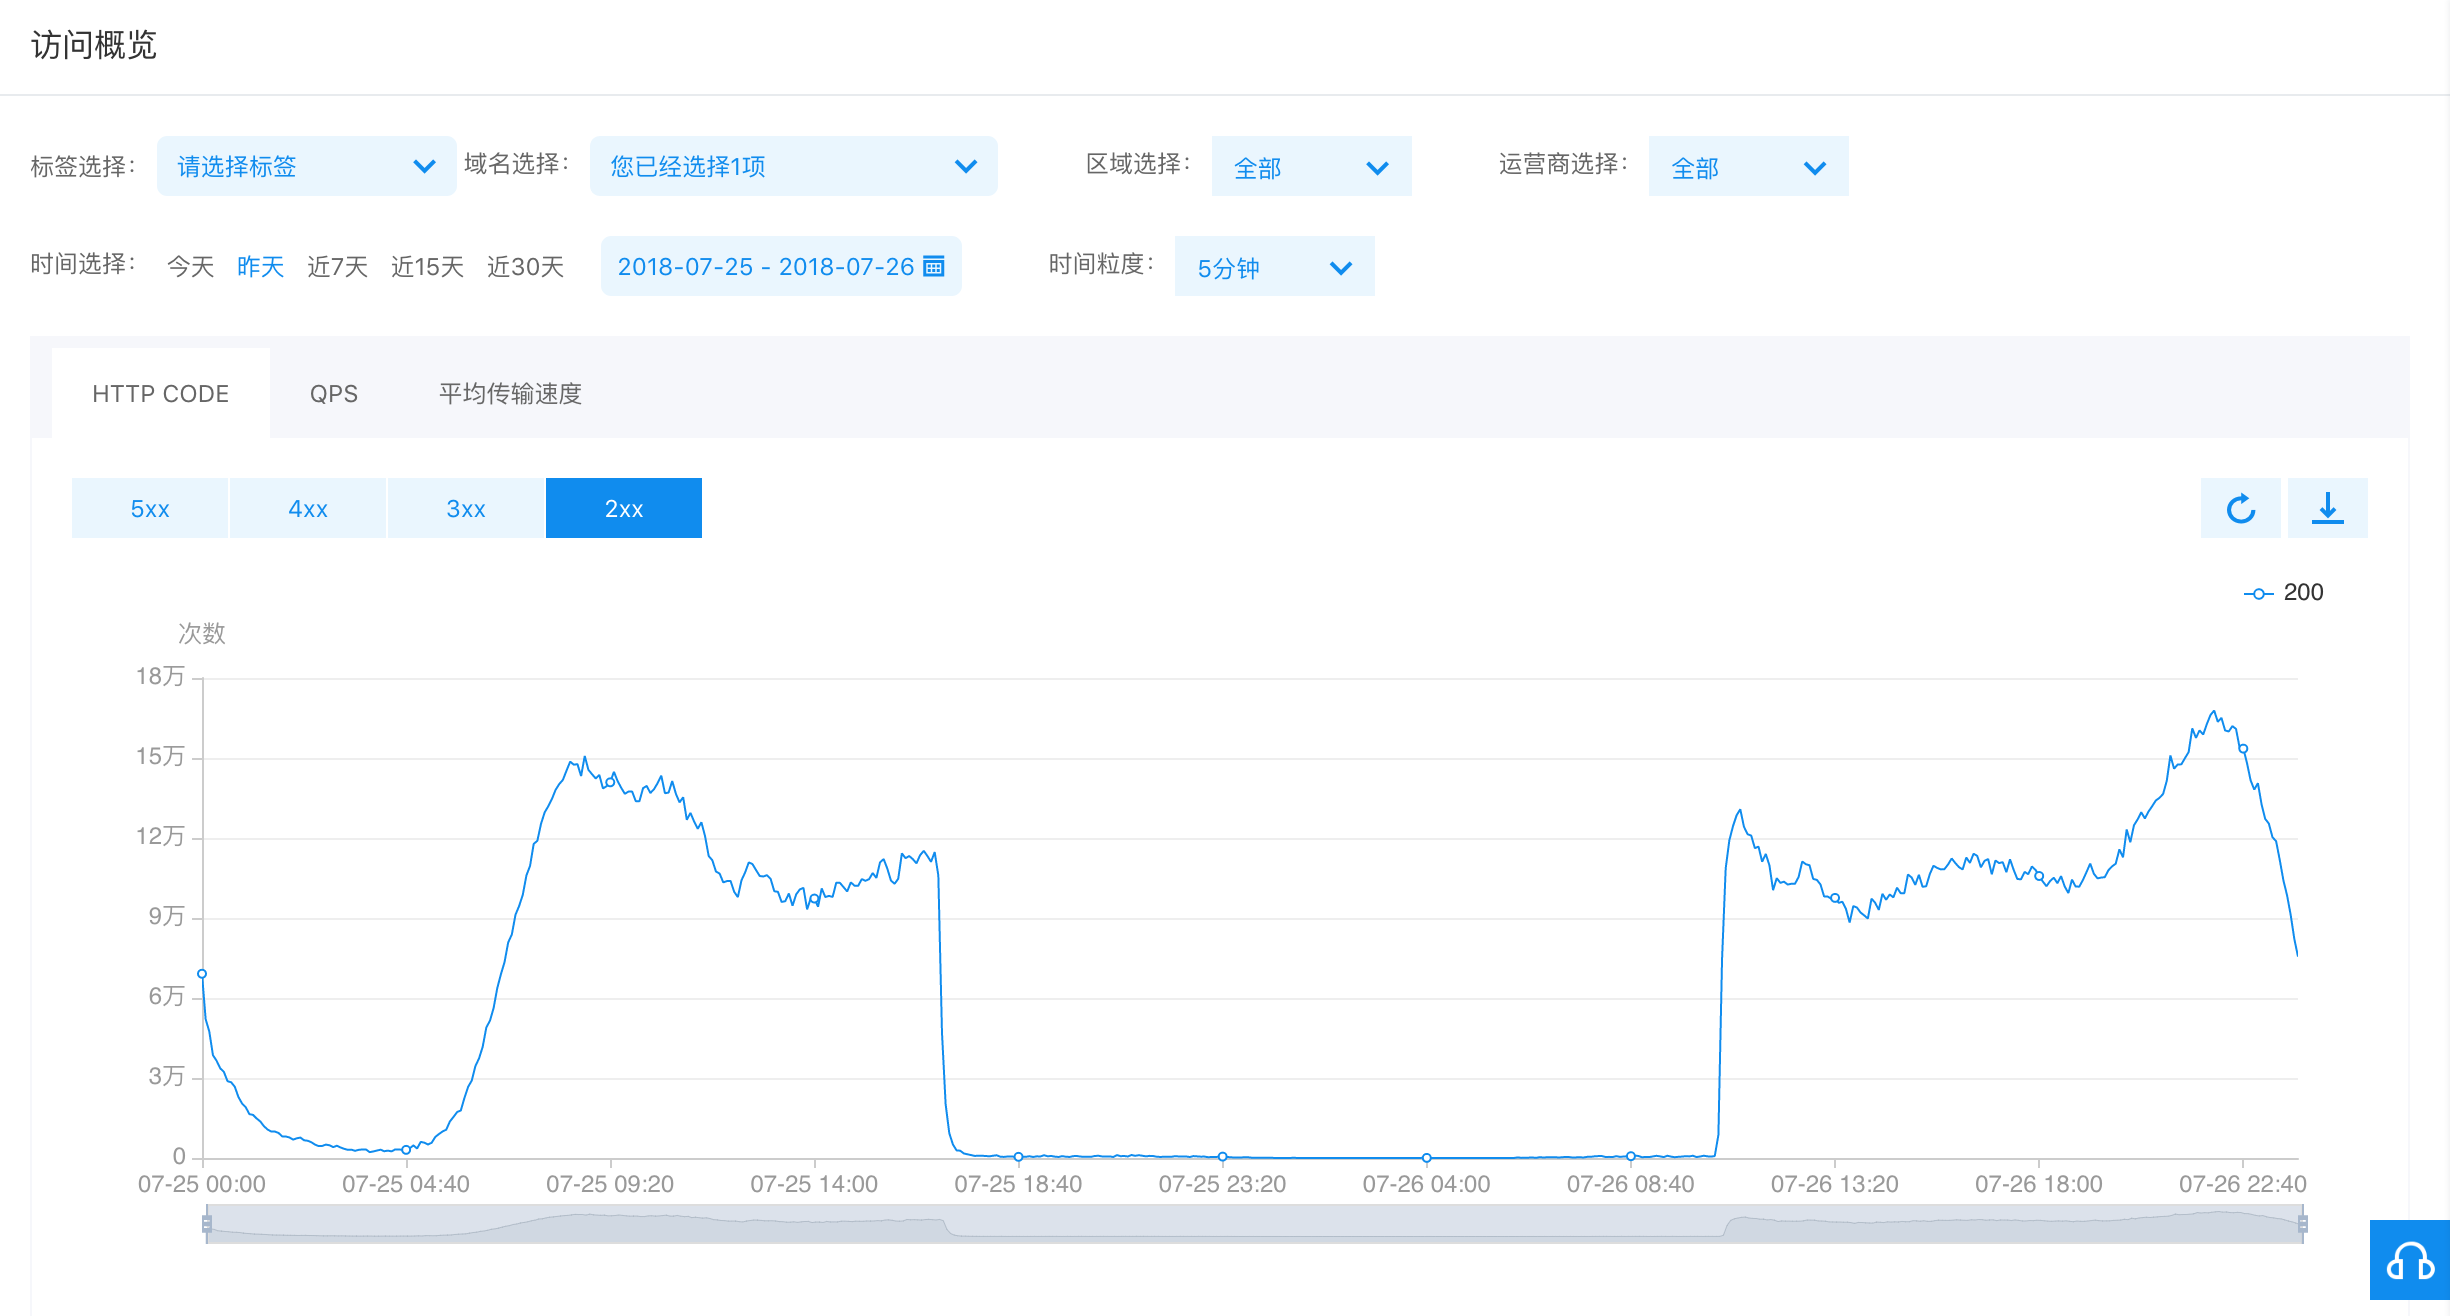 访问概览
标签选择： 请选择标签 域名选择： 您已经选择1项 区域选择： 全部 运营商选择： 全部
时间选择： 今天 昨天 近7天 近15天 近30天 2018-07-25 - 2018-07-26 时间粒度： 5分钟
HTTP CODE QPS 平均传输速度
5xx 4xx 3xx 2xx
200
次数
18万
15万
12万
9万
6万
3万
0
07-25 00:00 07-25 04:40 07-25 09:20 07-25 14:00 07-25 18:40 07-25 23:20 07-26 04:00 07-26 08:40 07-26 13:20 07-26 18:00 07-26 22:40